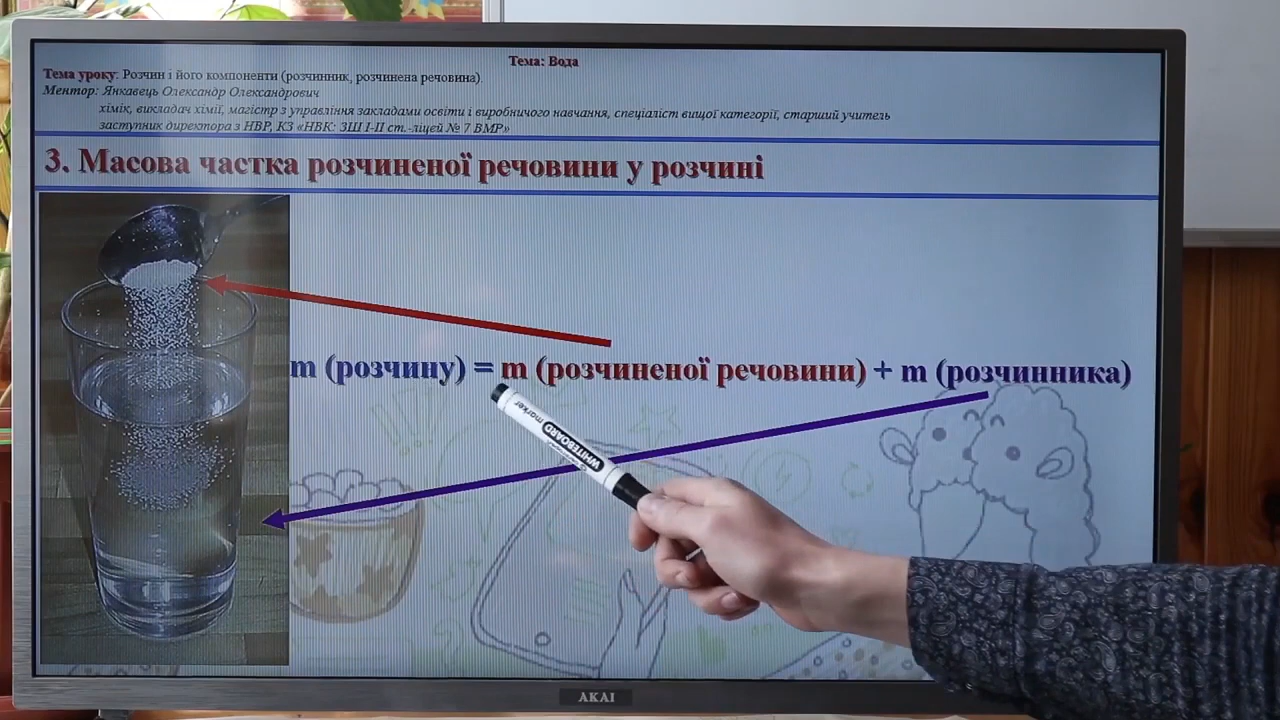 Тема: Вода
Тема уроку: Розчин і його компоненти (розчинник, розчинена речовина).
Ментор: Янкавець Олександр Олександрович
хімік, викладач хімії, магістр з управління закладами освіти і виробничого навчання, спеціаліст вищої категорії, старший учитель
заступник директора з НВР, КЗ «НВК: ЗШ І-ІІ ст.-ліцей № 7 ВМР»
3. Масова частка розчиненої речовини у розчині
m (розчину) = m (розчиненої речовини) + m (розчинника)
WHITEBOARD marker
AKAI